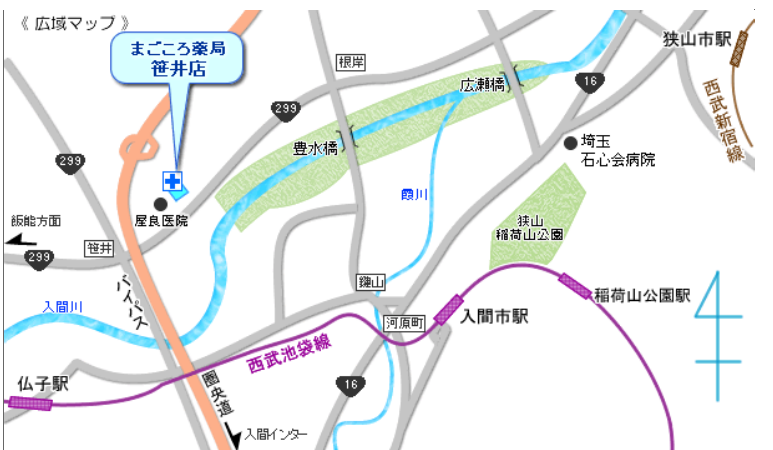 《 広域マップ 》
まごころ薬局
笹井店
根岸
広瀬橋
16
狭山市駅
西武新宿線
299
299
豊水橋
埼玉
石心会病院
霞川
屋良医院
飯能方面
299
笹井
バイパス
狭山
稲荷山公園
入間川
鍵山
河原町
入間市駅
稲荷山公園駅
西武池袋線
仏子駅
圏央道
16
入間インター